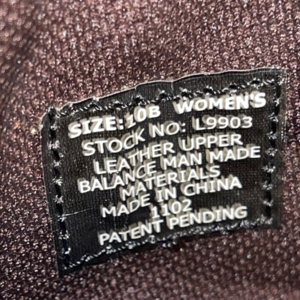 SIZE: 10B WOMEN'S
STOCK NO: L9903
LEATHER UPPER
BALANCE MAN MADE
MATERIALS
MADE IN CHINA
1102
PATENT PENDING